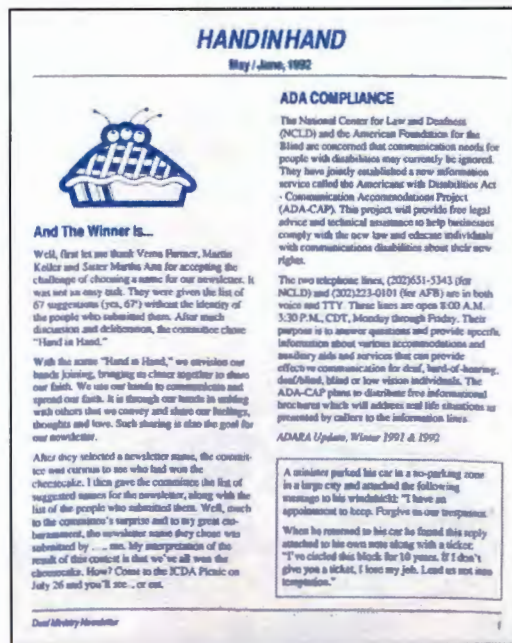 HANDINHAND
May / June, 1992
And The Winner Is...
Well, first let me thank Verna Farmer, Martin
Keller and Sister Martha Ann for accepting the
challenge of choosing a name for our newsletter. It
was not an easy task. They were given the list of
67 suggestions (yes, 67!) without the identity of
the people who submitted them. After much
discussion and deliberation, the committee chose
"Hand in Hand."
With the name "Hand in Hand," we envision our
hands joining, bringing us closer together to share
our faith. We use our hands to communicate and
spread our faith. It is through our hands in uniting
with others that we convey and share our feelings,
thoughts and love. Such sharing is also the goal for
our newsletter.
After they selected a newsletter name, the commit-
tee was curious to see who had won the
cheesecake. I then gave the committee the list of
suggested names for the newsletter, along with the
list of the people who submitted them. Well, much
to the committee's surprise and to my great em-
barrassment, the newsletter name they chose was
submitted by .... me. My interpretation of the
result of this contest is that we've all won the
cheesecake. How? Come to the ICDA Picnic on
July 26 and you'll see .. or eat.
ADA COMPLIANCE
The National Center for Law and Deafness
(NCLD) and the American Foundation for the
Blind are concerned that communication needs for
people with disabilities may currently be ignored.
They have jointly established a new information
service called the Americans with Disabilities Act
- Communication Accommodations Project
(ADA-CAP). This project will provide free legal
advice and technical assistance to help businesses
comply with the new law and educate individuals
with communications disabilities about their new
rights.
The two telephone lines, (202)651-5343 (for
NCLD) and (202)223-0101 (for AFB) are in both
voice and TTY. These lines are open 8:00 A.M.
5:30 P.M., CDT, Monday through Friday. Their
purpose is to answer questions and provide specific
information about various accommodations and
auxiliary aids and services that can provide
effective communication for deaf, hard-of-hearing,
deaf/blind, blind or low vision individuals. The
ADA-CAP plans to distribute free informational
brochures which will address real life situations as
presented by callers to the information lines.
ADARA Update, Winter 1991 & 1992
A minister parked his car in a no-parking zone
in a large city and attached the following
message to his windshield: "I have an
appointment to keep. Forgive us our trespasses.
When he returned to his car he found this reply
attached to his own note along with a ticket.
"I've circled this block for 10 years. If I don't
give you a ticket, I lose my job. Lead us not into
temptation."
Deaf Ministry Newsletter
1